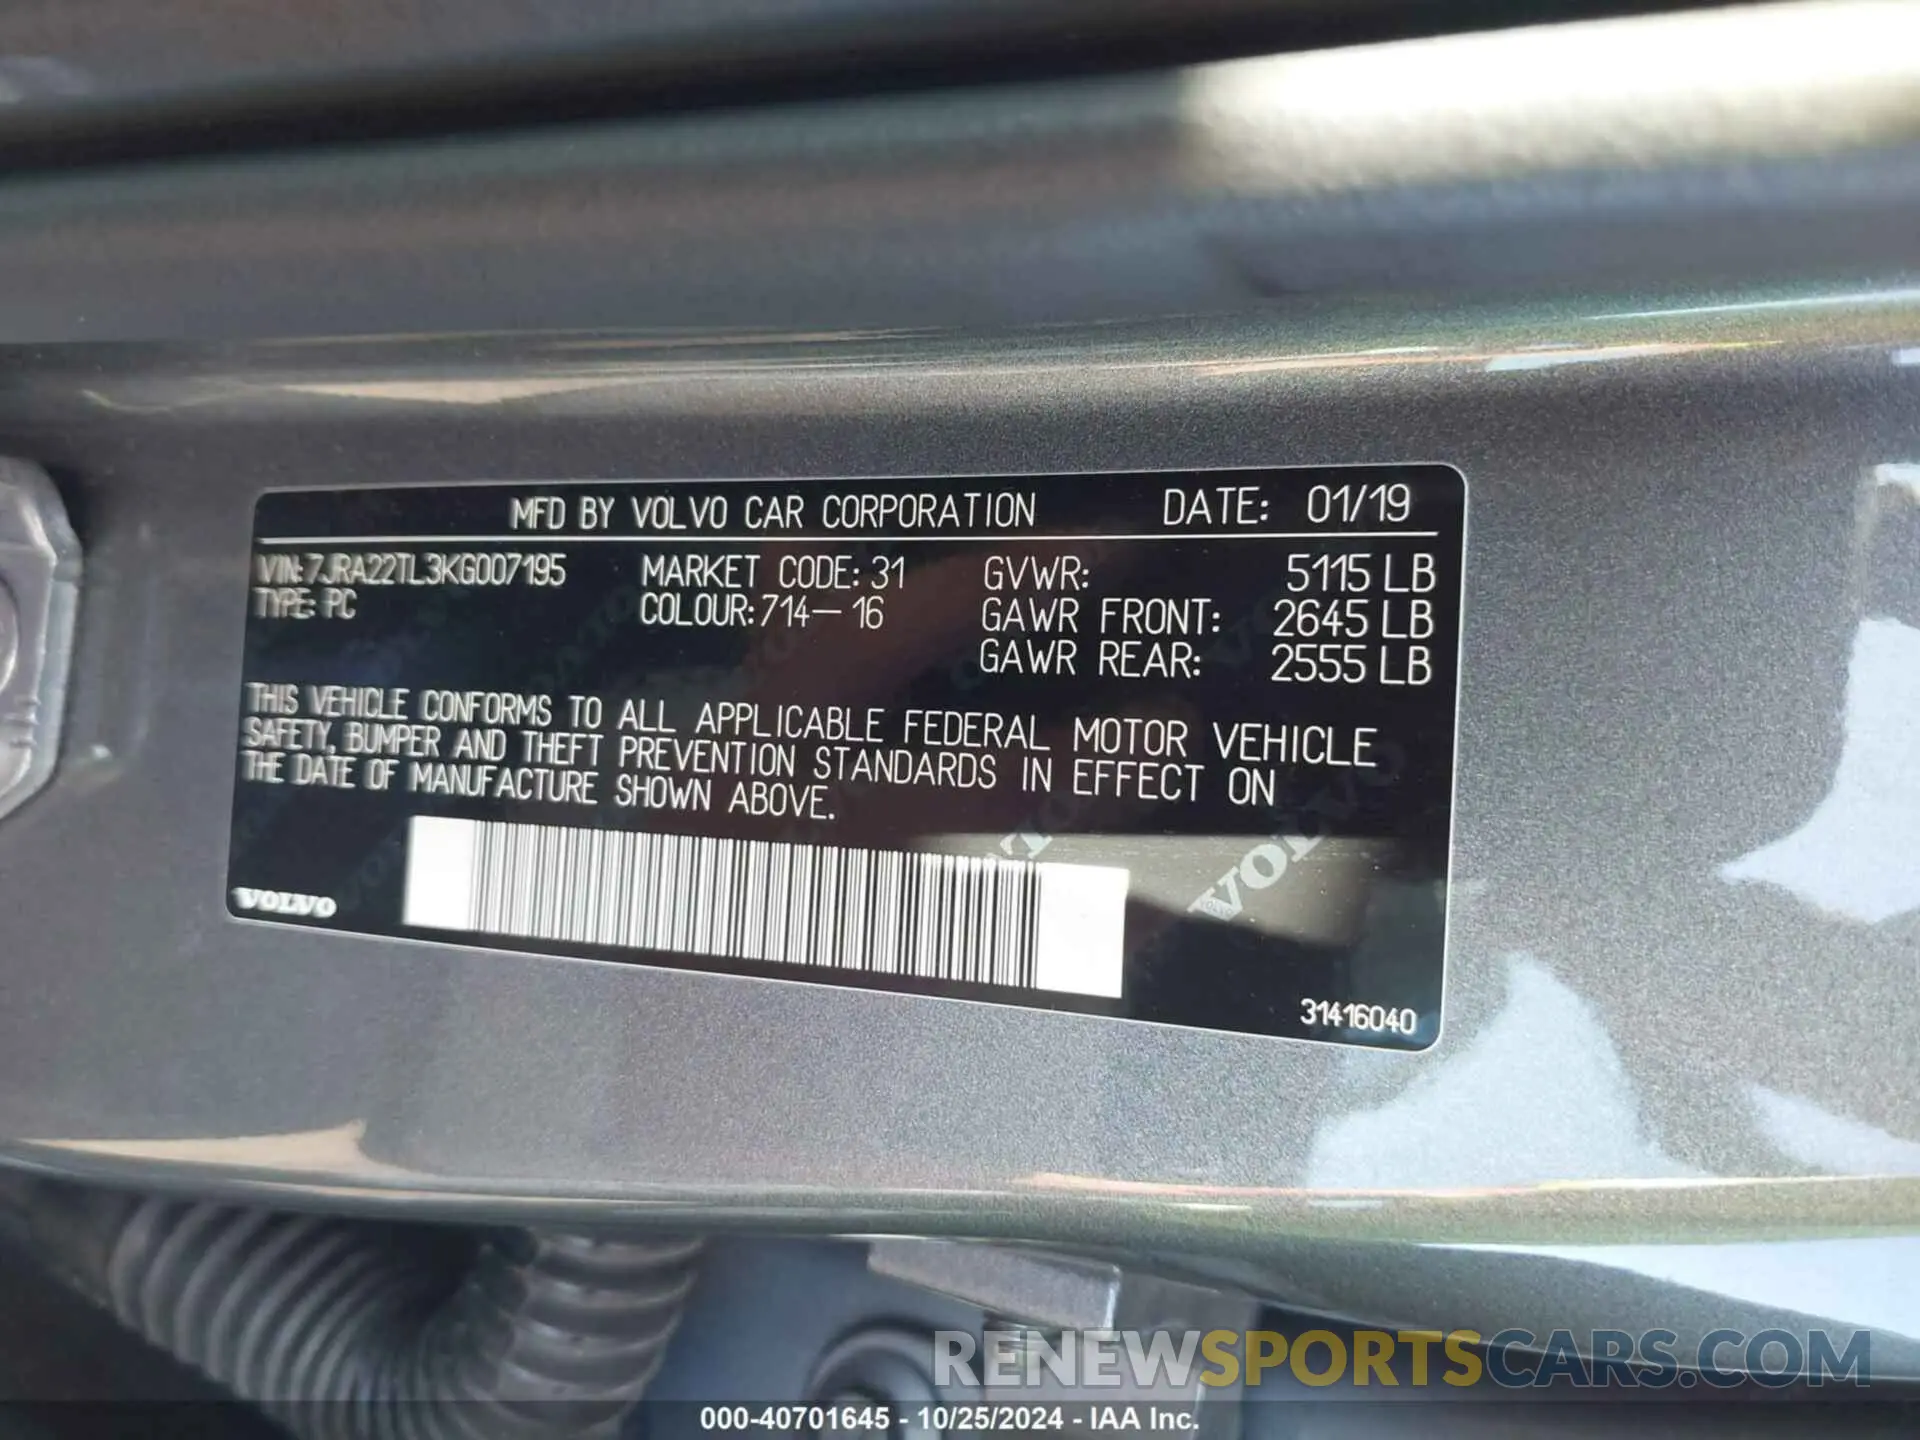 MFD BY VOLVO CAR CORPORATION DATE: 01/19
VIN: 7JRA22TL3KG007195 MARKET CODE: 31 GVWR: 5115 LB
TYPE: PC COLOUR: 714-16 GAWR FRONT: 2645 LB
GAWR REAR: 2555 LB
THIS VEHICLE CONFORMS TO ALL APPLICABLE FEDERAL MOTOR VEHICLE
SAFETY, BUMPER AND THEFT PREVENTION STANDARDS IN EFFECT ON
THE DATE OF MANUFACTURE SHOWN ABOVE.
VOLVO
VOLVO
31416040
RENEWSPORTSCARS.COM
000-40701645 - 10/25/2024 - IAA Inc.